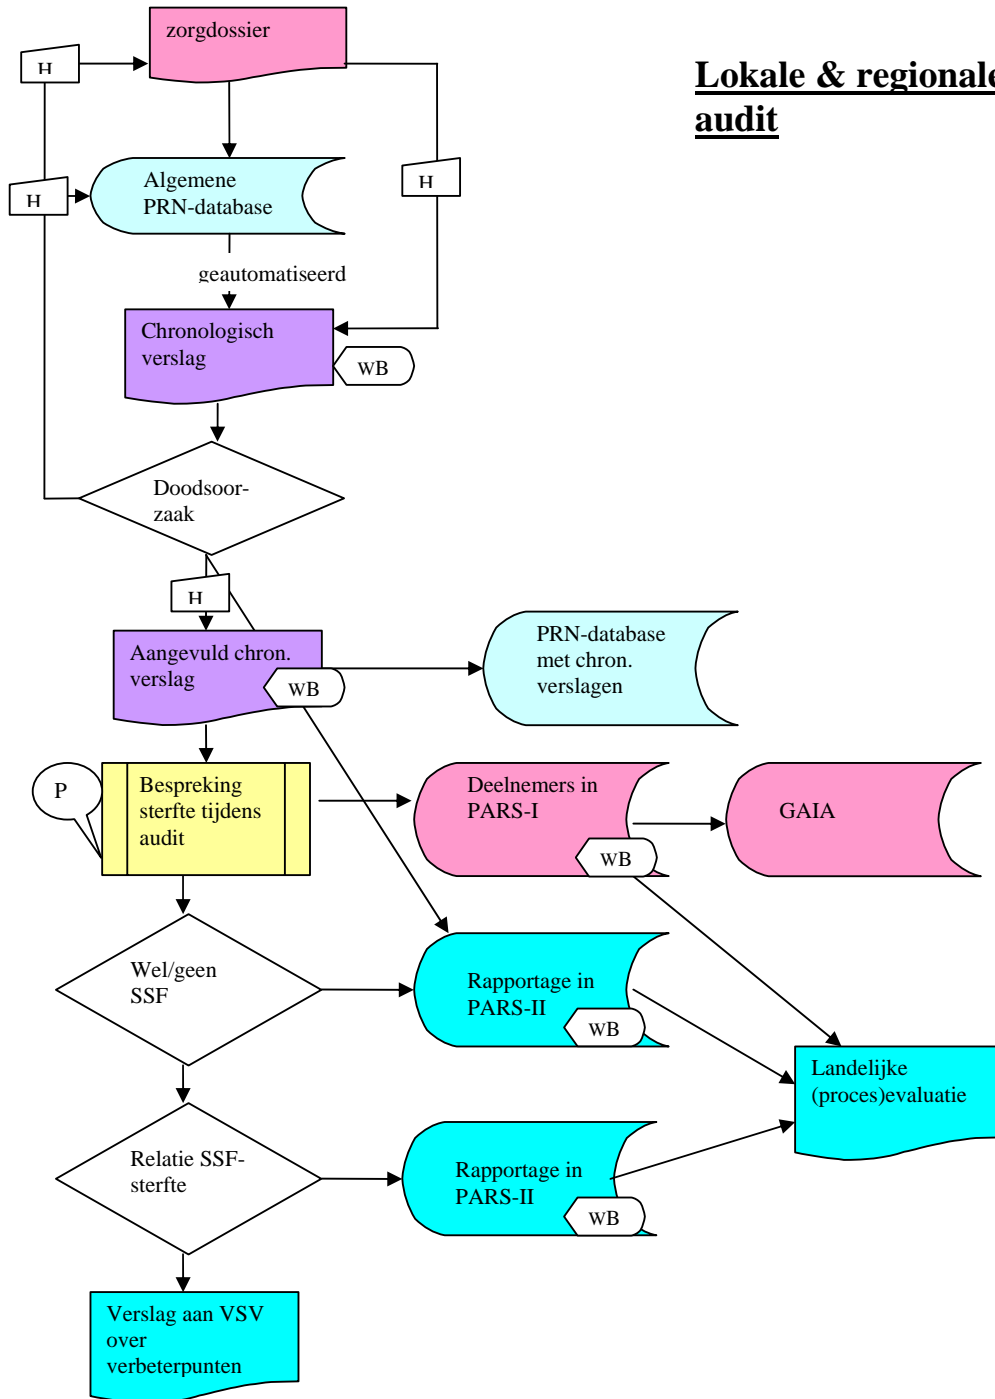 zorgdossier
Lokale & regionale
audit
H
H
H
Algemene
PRN-database
geautomatiseerd
Chronologisch
verslag
WB
Doodsoor-
zaak
H
Aangevuld chron.
verslag
WB
PRN-database
met chron.
verslagen
P
Bespreking
sterfte tijdens
audit
Deelnemers in
PARS-I
WB
GAIA
Wel/geen
SSF
Rapportage in
PARS-II
WB
Landelijke
(proces)evaluatie
Relatie SSF-
sterfte
Rapportage in
PARS-II
WB
Verslag aan VSV
over
verbeterpunten